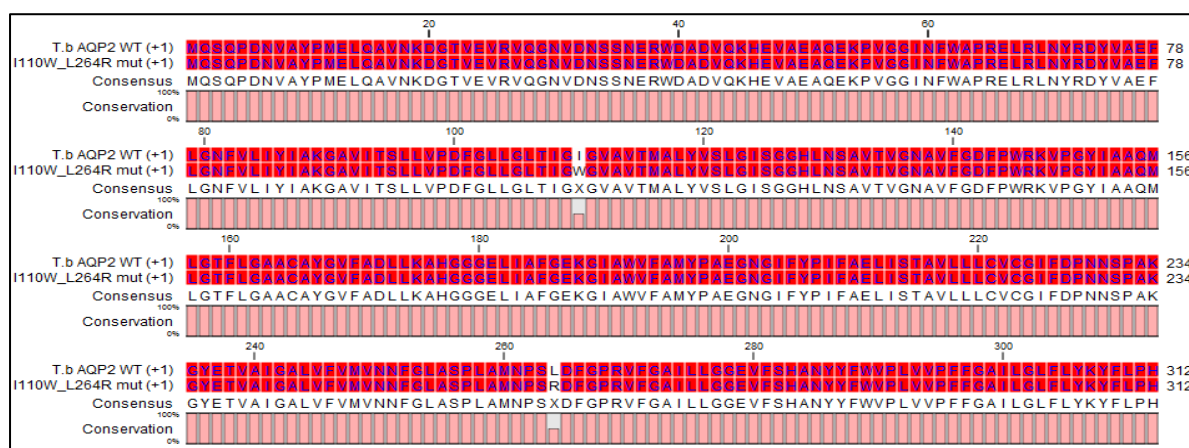 20 40 60
T.b AQP2 WT (+1) MQSQPDNVAYPMELQAVNKDGTVEVRVQGNVDNSSNERWDADVQKHEVAEAQEKPVGGINFWAPRELRLNYRDYVAEF 78
I110W_L264R mut (+1) MQSQPDNVAYPMELQAVNKDGTVEVRVQGNVDNSSNERWDADVQKHEVAEAQEKPVGGINFWAPRELRLNYRDYVAEF 78
Consensus MQSQPDNVAYPMELQAVNKDGTVEVRVQGNVDNSSNERWDADVQKHEVAEAQEKPVGGINFWAPRELRLNYRDYVAEF
100%
Conservation
0%
80 100 120 140
T.b AQP2 WT (+1) LGNFVLIYIAKGAVITSLLVPDFGLLGLTIGIGVAVTMALYVSLGISGGHLNSAVTVGNAVFGDFPWRKVPGYIAAQM 156
I110W_L264R mut (+1) LGNFVLIYIAKGAVITSLLVPDFGLLGLTIGWGVAVTMALYVSLGISGGHLNSAVTVGNAVFGDFPWRKVPGYIAAQM 156
Consensus LGNFVLIYIAKGAVITSLLVPDFGLLGLTIGXGVAVTMALYVSLGISGGHLNSAVTVGNAVFGDFPWRKVPGYIAAQM
100%
Conservation
0%
160 180 200 220
T.b AQP2 WT (+1) LGTFLGAACAYGVFADLLKAHGGGELIAFGEKGIAWVFAMYPAEGNGIFYPIFAELISTAVLLLCVCGIFDPNNSPAK 234
I110W_L264R mut (+1) LGTFLGAACAYGVFADLLKAHGGGELIAFGEKGIAWVFAMYPAEGNGIFYPIFAELISTAVLLLCVCGIFDPNNSPAK 234
Consensus LGTFLGAACAYGVFADLLKAHGGGELIAFGEKGIAWVFAMYPAEGNGIFYPIFAELISTAVLLLCVCGIFDPNNSPAK
100%
Conservation
0%
240 260 280 300
T.b AQP2 WT (+1) GYETVAIGALVFVMVNNFGLASPLAMNPSLDFGPRVFGAILLGGEVFSHANYYFWVPLVVPFFGAILGLFLYKYFLPH 312
I110W_L264R mut (+1) GYETVAIGALVFVMVNNFGLASPLAMNPSRDFGPRVFGAILLGGEVFSHANYYFWVPLVVPFFGAILGLFLYKYFLPH 312
Consensus GYETVAIGALVFVMVNNFGLASPLAMNPSXDFGPRVFGAILLGGEVFSHANYYFWVPLVVPFFGAILGLFLYKYFLPH
100%
Conservation
0%